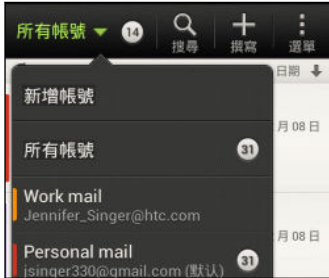 所有帳號 14 搜尋 撰寫 選單
日期
新增帳號
月 08 日
所有帳號 31
Work mail
Jennifer_Singer@htc.com
月 08 日
Personal mail 31
jsinger330@gmail.com (默认)